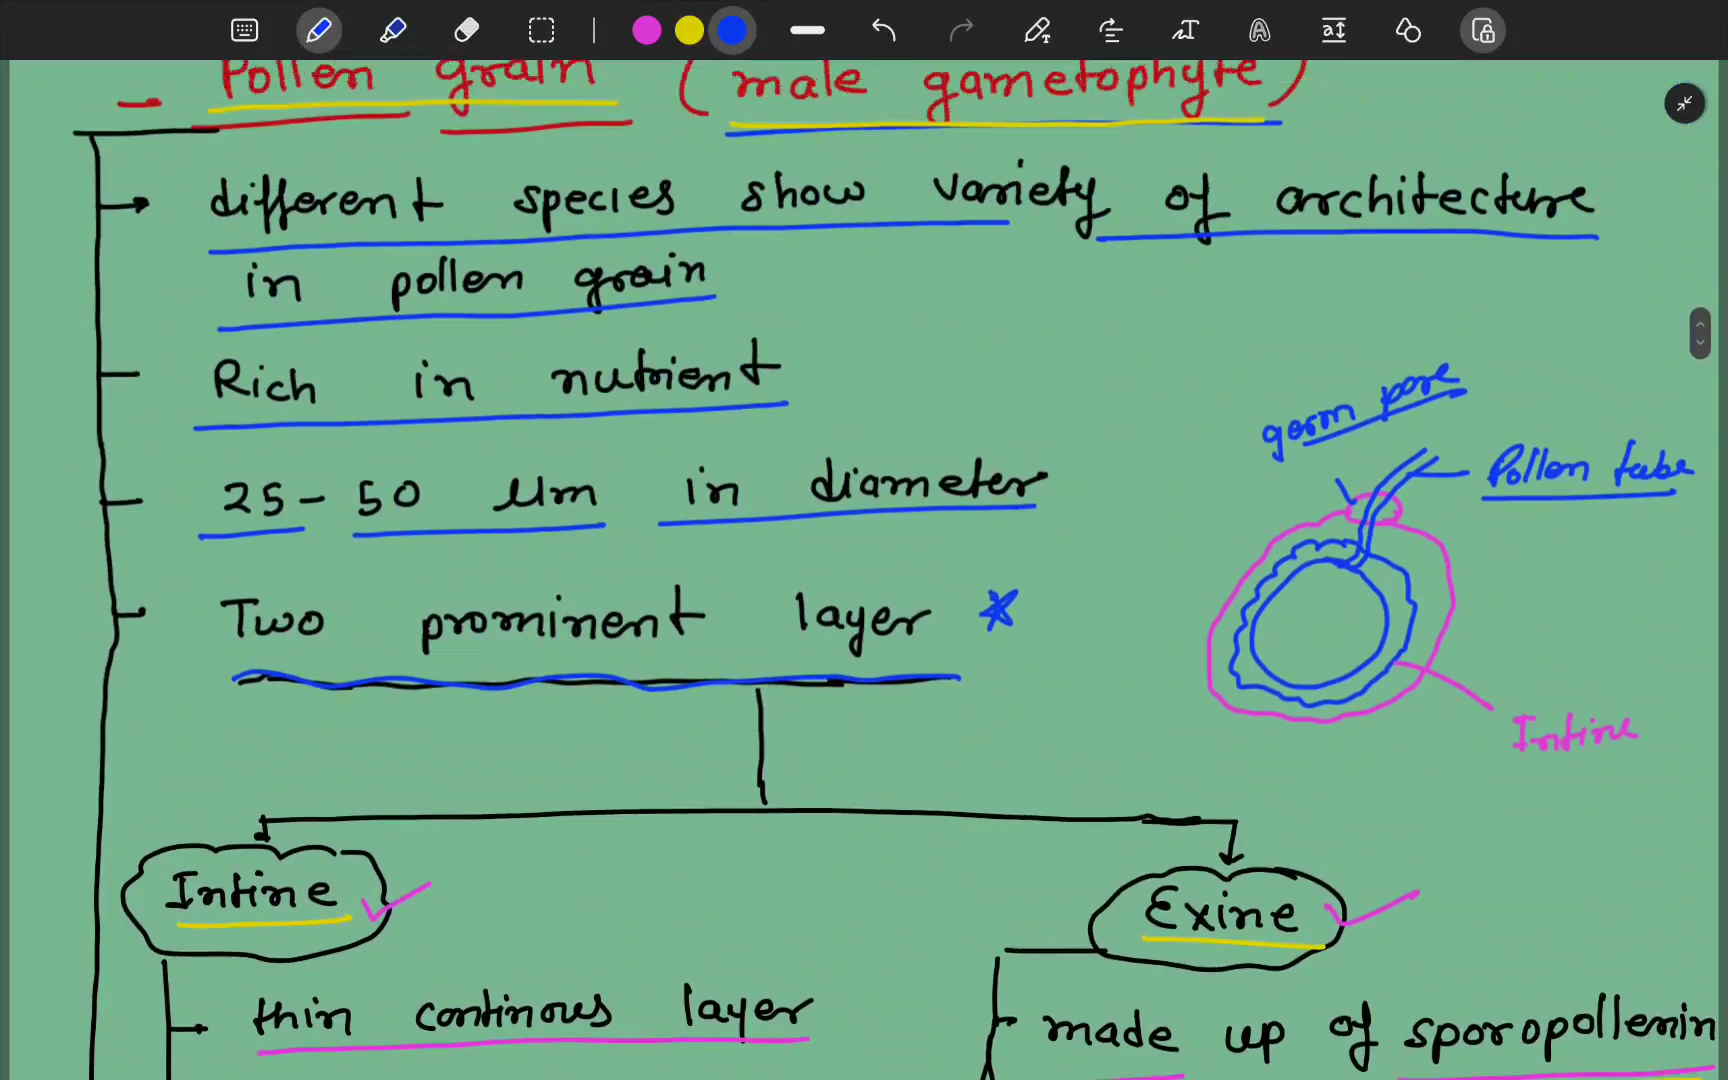 - Pollen grain (male gametophyte)
→ different species show variety of architecture
in pollen grain
- Rich in nutrient
- 25-50 μm in diameter
- Two prominent layer *
germ pore
Pollen tube
Intine
Intine ✓
Exine ✓
→ thin continous layer
made up of sporopollenin